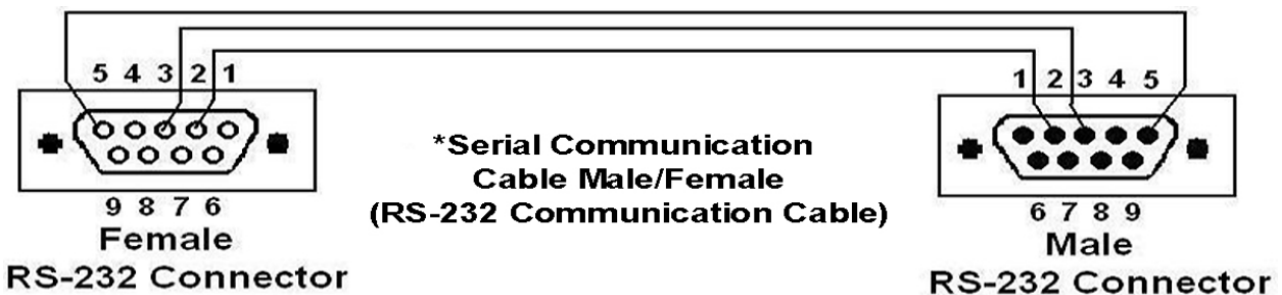 5 4 3 2 1
1 2 3 4 5
*Serial Communication
Cable Male/Female
(RS-232 Communication Cable)
9 8 7 6
Female
RS-232 Connector
6 7 8 9
Male
RS-232 Connector